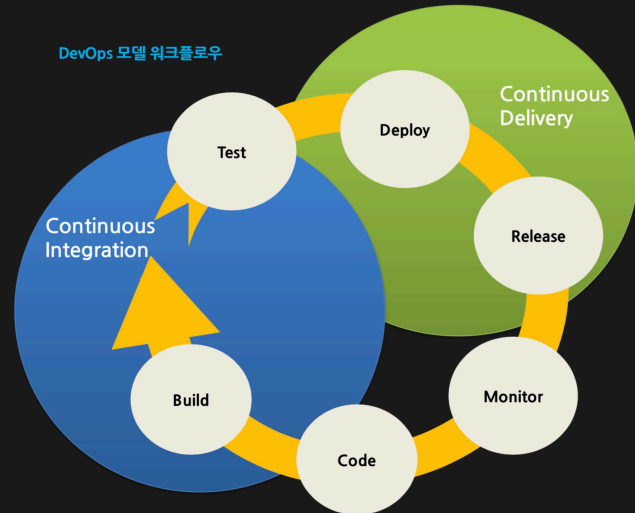 DevOps 모델 워크플로우
Continuous
Delivery
Deploy
Test
Continuous
Integration
Release
Build
Monitor
Code